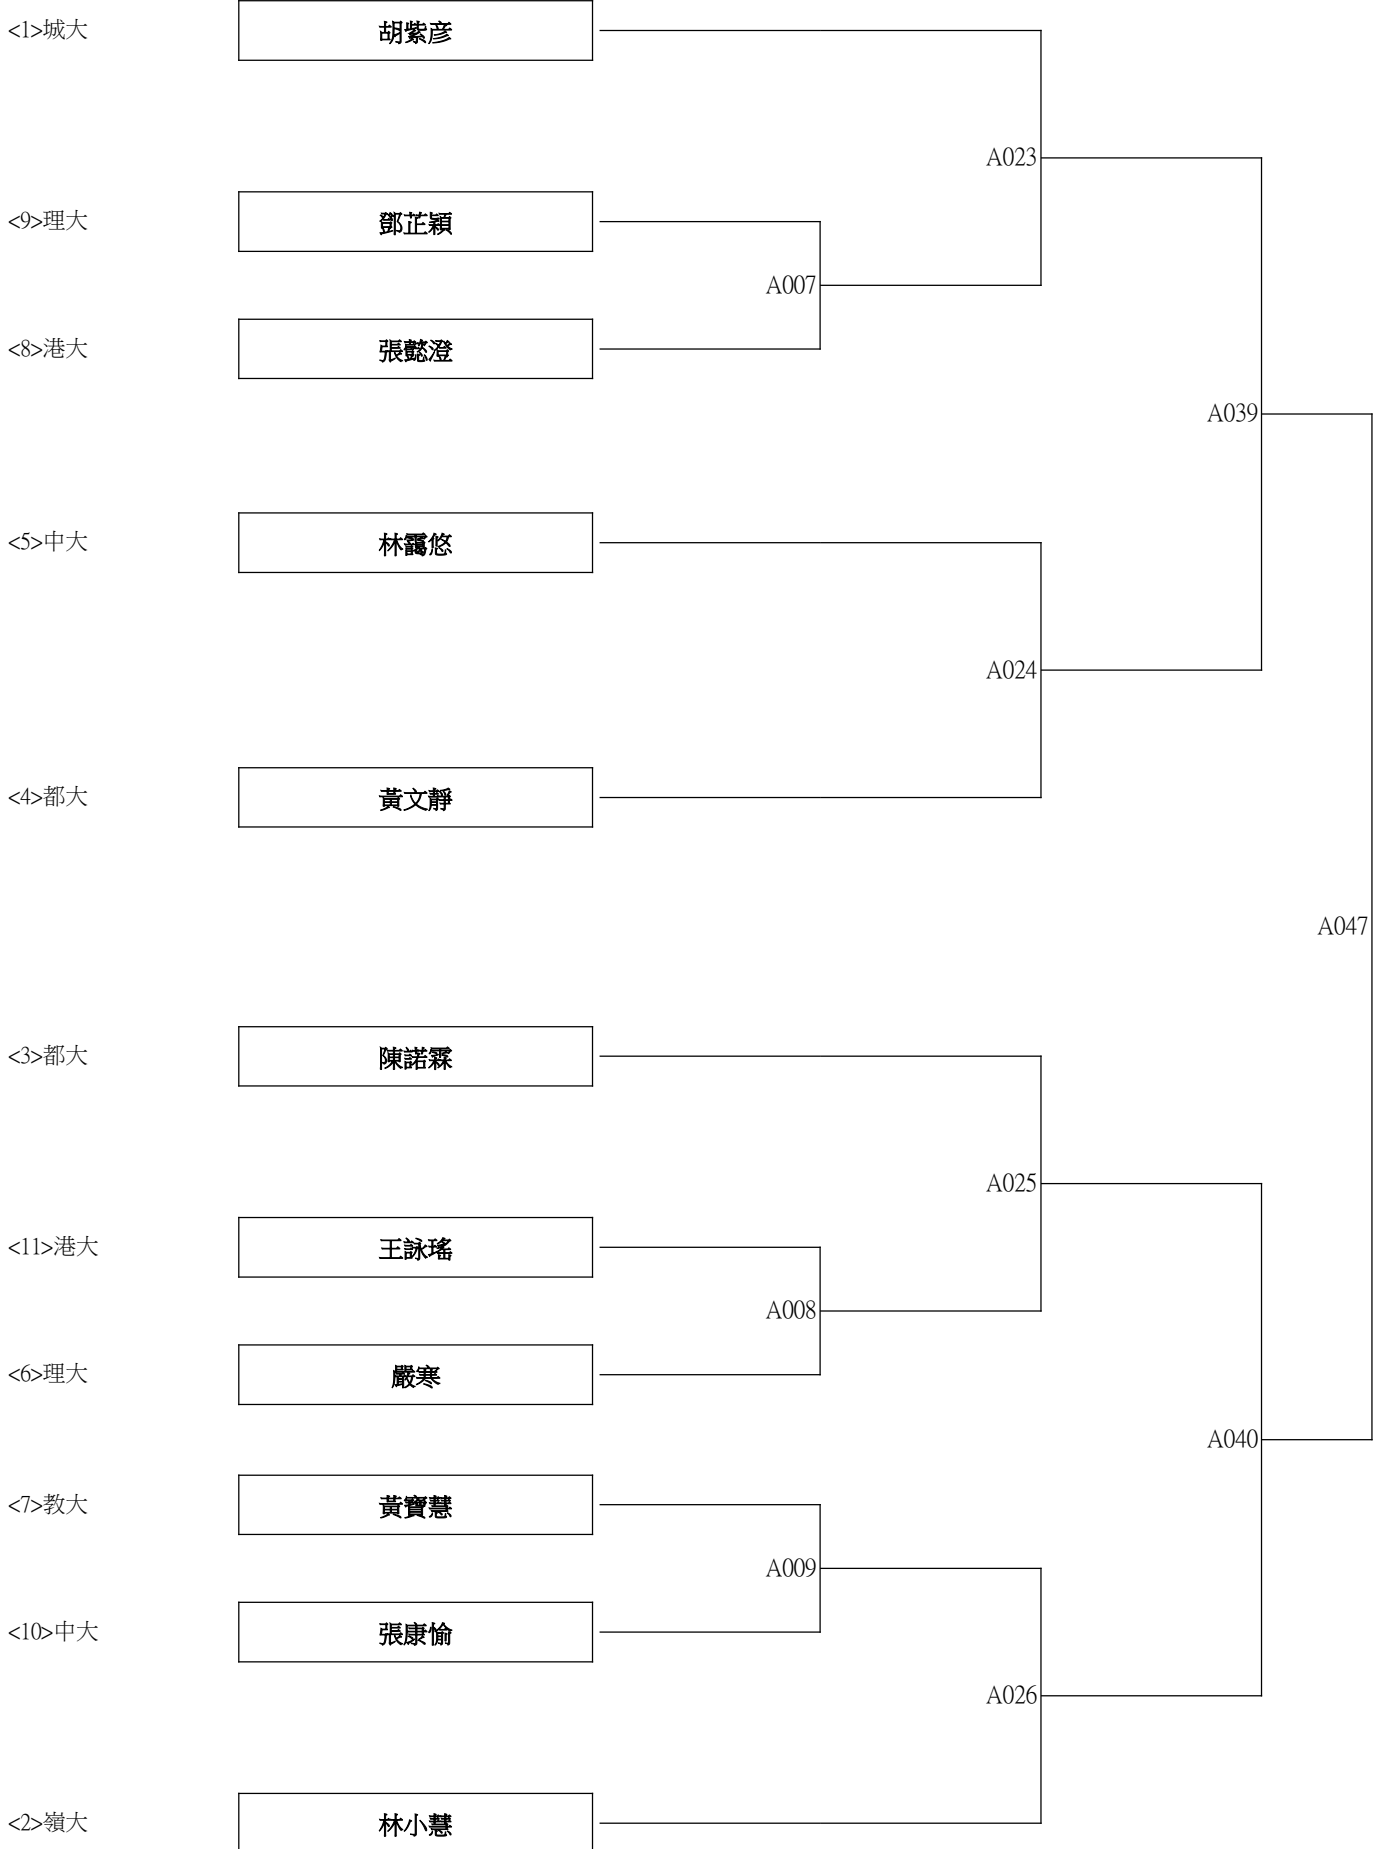 <1>城大 胡紫彦
A023
<9>理大 鄧芷穎
A007
<8>港大 張懿澄
A039
<5>中大 林靄悠
A024
<4>都大 黃文靜
A047
<3>都大 陳諾霖
A025
<11>港大 王詠瑤
A008
<6>理大 嚴寒
A040
<7>教大 黃寶慧
A009
<10>中大 張康愉
A026
<2>嶺大 林小慧